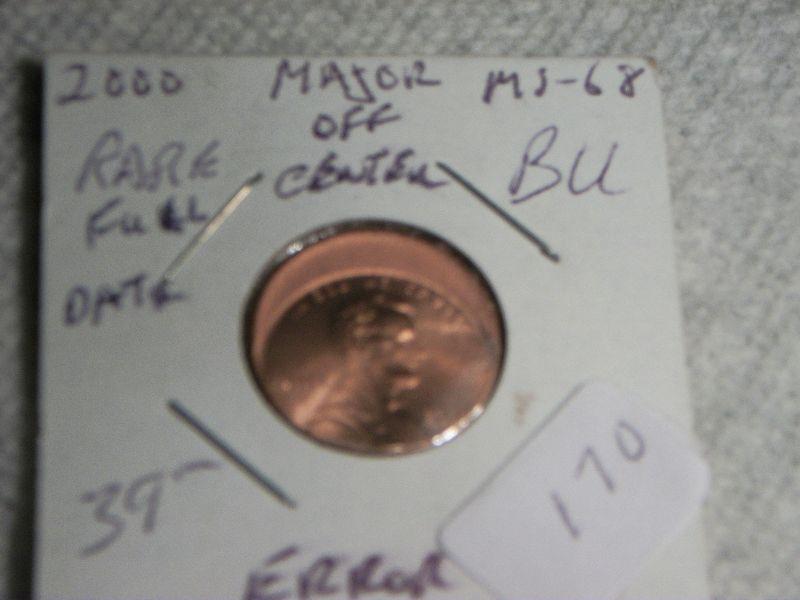 2000 MAJOR MS-68
OFF
RARE CENTER BU
FULL
DATE
39-
170
ERROR